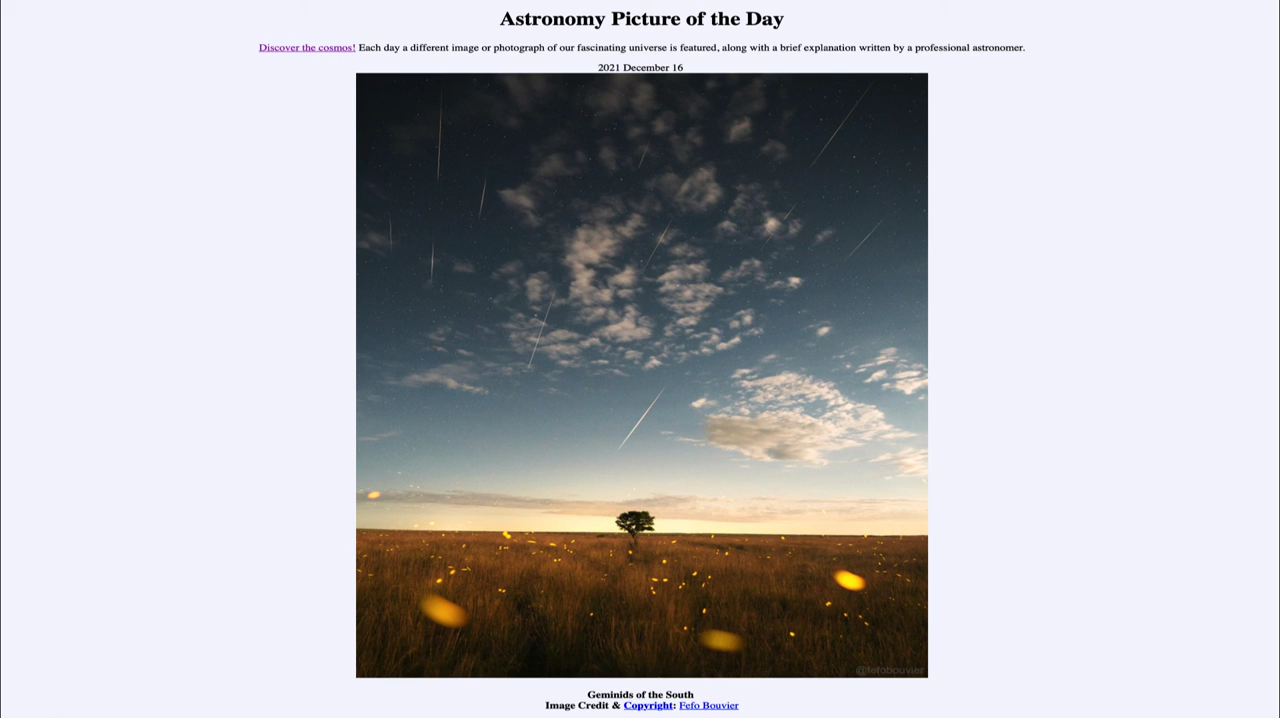 Astronomy Picture of the Day
Discover the cosmos! Each day a different image or photograph of our fascinating universe is featured, along with a brief explanation written by a professional astronomer.
2021 December 16
@fefobouvier
Geminids of the South
Image Credit & Copyright: Fefo Bouvier